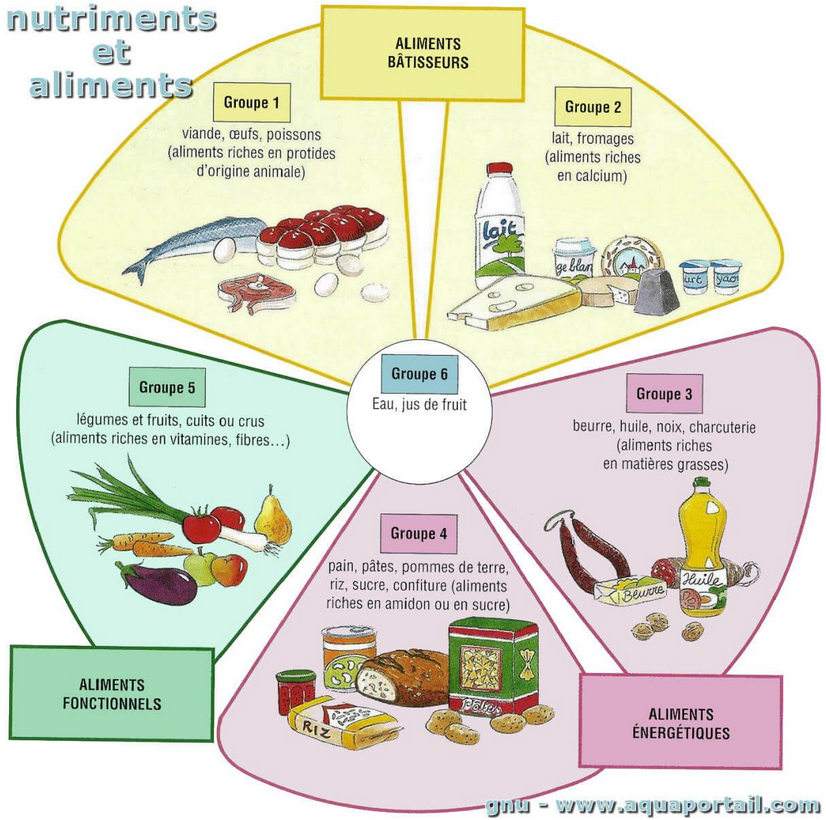 nutriments
et
aliments
ALIMENTS
BÂTISSEURS
Groupe 1
viande, œufs, poissons
(aliments riches en protides
d'origine animale)
Groupe 2
lait, fromages
(aliments riches
en calcium)
lait
ge blan
urt
yaou
Groupe 5
légumes et fruits, cuits ou crus
(aliments riches en vitamines, fibres...)
Groupe 6
Eau, jus de fruit
Groupe 3
beurre, huile, noix, charcuterie
(aliments riches
en matières grasses)
Huile
Beurre
Groupe 4
pain, pâtes, pommes de terre,
riz, sucre, confiture (aliments
riches en amidon ou en sucre)
RIZ
ALIMENTS
FONCTIONNELS
ALIMENTS
ÉNERGÉTIQUES
gnu - www.aquaportail.com